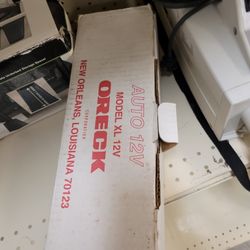 AUTO 12V
MODEL XL 12V
ORECK
CORPORATION
NEW ORLEANS, LOUISIANA 70123